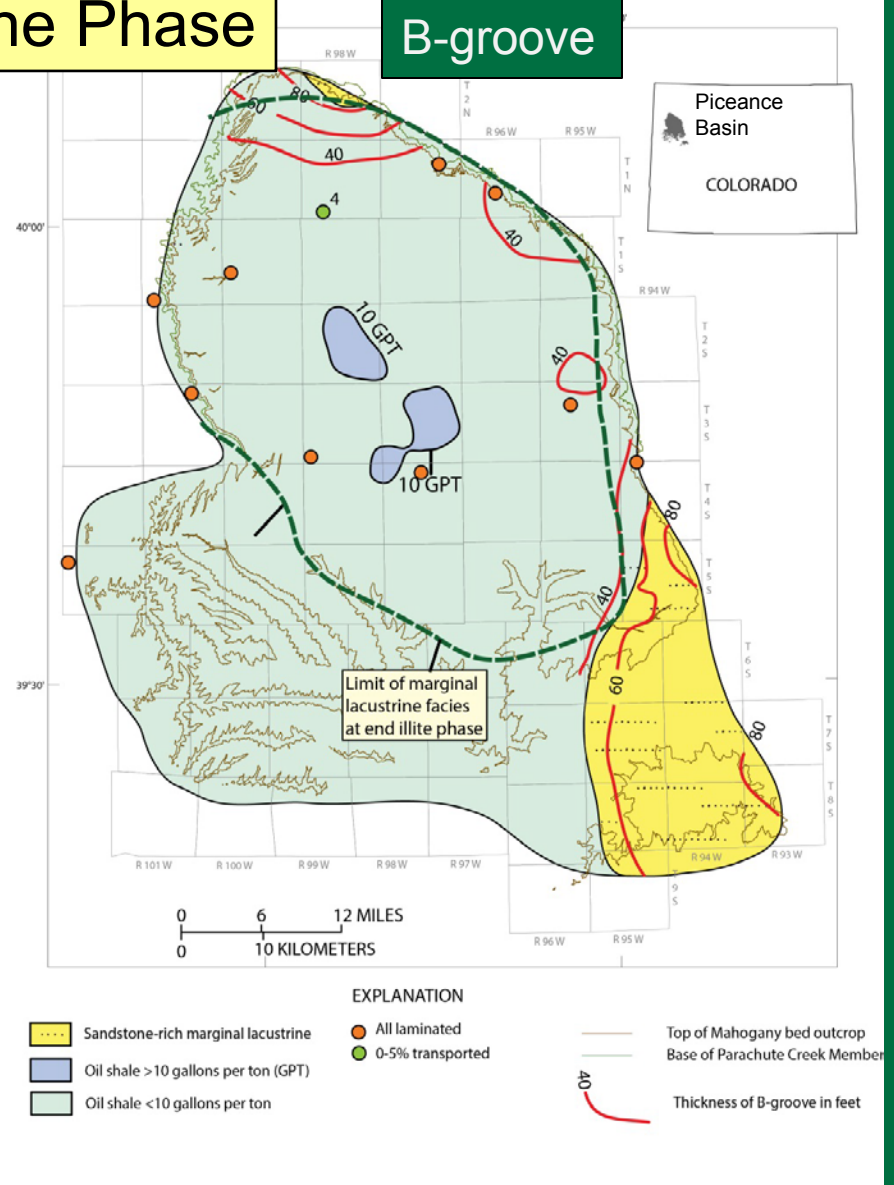 ne Phase
B-groove
R 98 W
T 2 N
R 96 W
R 95 W
T 1 N
Piceance
Basin
COLORADO
60
80
40
4
40°00'
40
T 1 S
R 94 W
T 2 S
10 GPT
40
T 3 S
10 GPT
T 4 S
80
T 5 S
40
T 6 S
39°30'
Limit of marginal
lacustrine facies
at end illite phase
60
80
T 7 S
T 8 S
R 101 W
R 100 W
R 99 W
R 98 W
R 97 W
R 94 W
R 93 W
T 9 S
R 96 W
R 95 W
0 6 12 MILES
0 10 KILOMETERS
EXPLANATION
Sandstone-rich marginal lacustrine
Oil shale >10 gallons per ton (GPT)
Oil shale <10 gallons per ton
All laminated
0-5% transported
Top of Mahogany bed outcrop
Base of Parachute Creek Member
40
Thickness of B-groove in feet